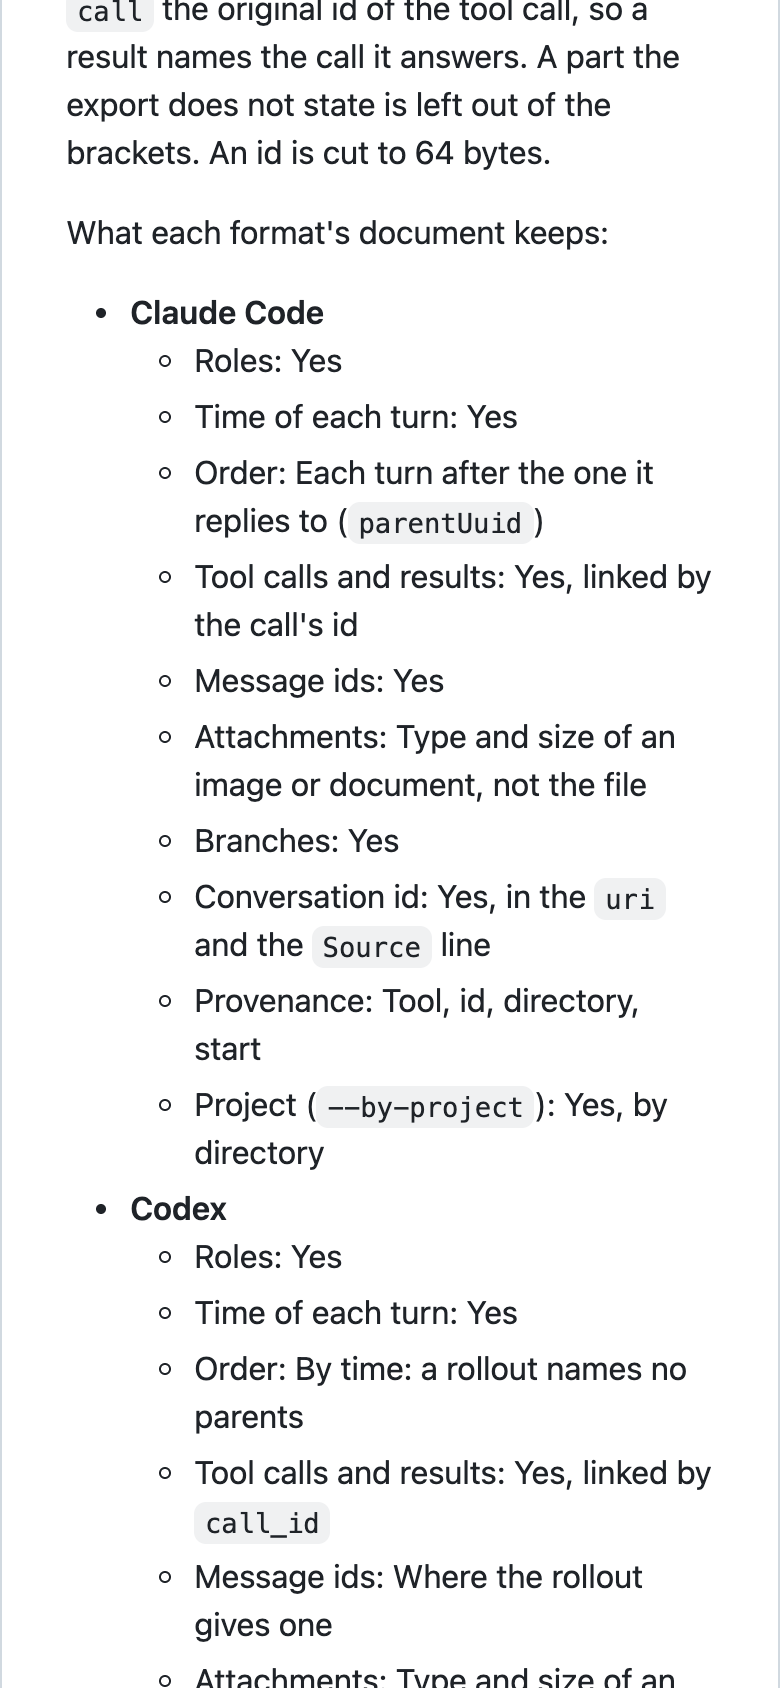 call the original id of the tool call, so a
result names the call it answers. A part the
export does not state is left out of the
brackets. An id is cut to 64 bytes.
What each format's document keeps:
• Claude Code
◦ Roles: Yes
◦ Time of each turn: Yes
◦ Order: Each turn after the one it
replies to (parentUuid)
◦ Tool calls and results: Yes, linked by
the call's id
◦ Message ids: Yes
◦ Attachments: Type and size of an
image or document, not the file
◦ Branches: Yes
◦ Conversation id: Yes, in the uri
and the Source line
◦ Provenance: Tool, id, directory,
start
◦ Project (--by-project): Yes, by
directory
• Codex
◦ Roles: Yes
◦ Time of each turn: Yes
◦ Order: By time: a rollout names no
parents
◦ Tool calls and results: Yes, linked by
call_id
◦ Message ids: Where the rollout
gives one
◦ Attachments: Type and size of an